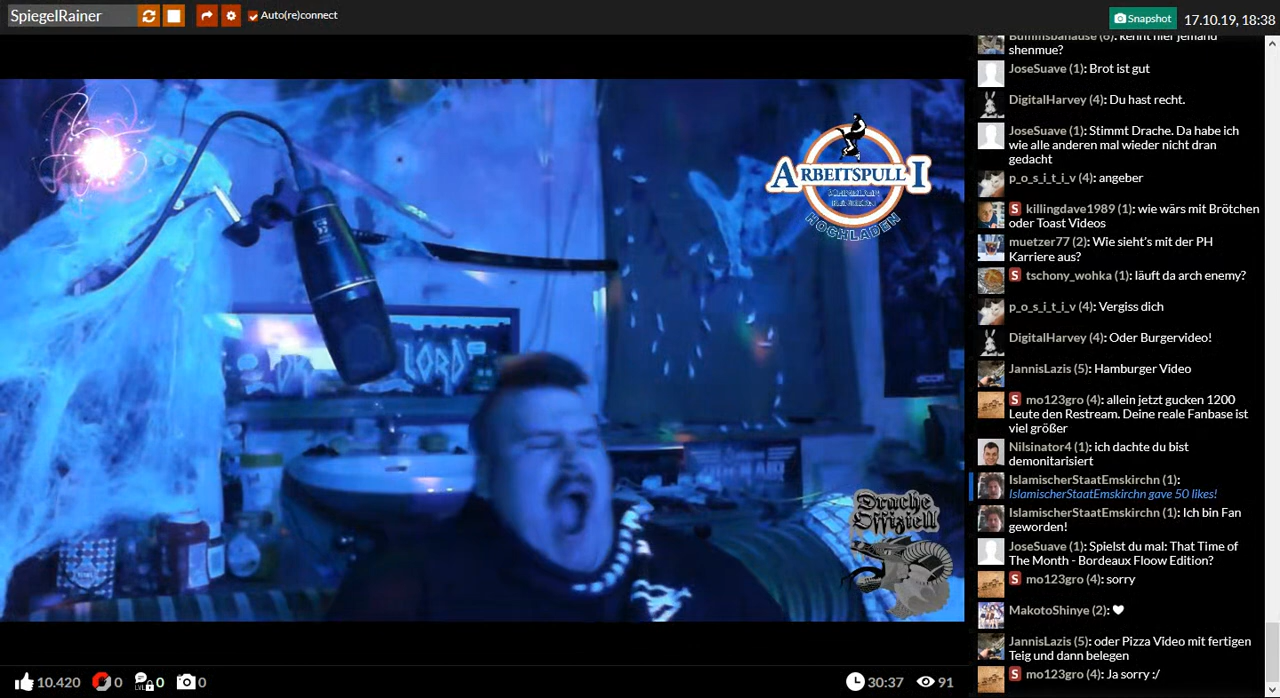 SpiegelRainer
Auto(re)connect
Snapshot
17.10.19, 18:38
Bummsbahause (6): kennt hier jemand
shenmue?
JoseSuave (1): Brot ist gut
DigitalHarvey (4): Du hast recht.
JoseSuave (1): Stimmt Drache. Da habe ich
wie alle anderen mal wieder nicht dran
gedacht
p_o_s_i_t_i_v (4): angeber
S killingdave1989 (1): wie wärs mit Brötchen
oder Toast Videos
muetzer77 (2): Wie sieht's mit der PH
Karriere aus?
S tschony_wohka (1): läuft da arch enemy?
p_o_s_i_t_i_v (4): Vergiss dich
DigitalHarvey (4): Oder Burgervideo!
JannisLazis (5): Hamburger Video
S mo123gro (4): allein jetzt gucken 1200
Leute den Restream. Deine reale Fanbase ist
viel größer
Nilsinator4 (1): ich dachte du bist
demonitarisiert
IslamischerStaatEmskirchn (1):
IslamischerStaatEmskirchn gave 50 likes!
IslamischerStaatEmskirchn (1): Ich bin Fan
geworden!
JoseSuave (1): Spielst du mal: That Time of
The Month - Bordeaux Floow Edition?
S mo123gro (4): sorry
MakotoShinye (2): ♥
JannisLazis (5): oder Pizza Video mit fertigen
Teig und dann belegen
S mo123gro (4): Ja sorry :/
ARBEITSPULLI
HOCHLADEN
LORD
Drache
Offiziell
10.420
0
LVL 0
0
30:37
91